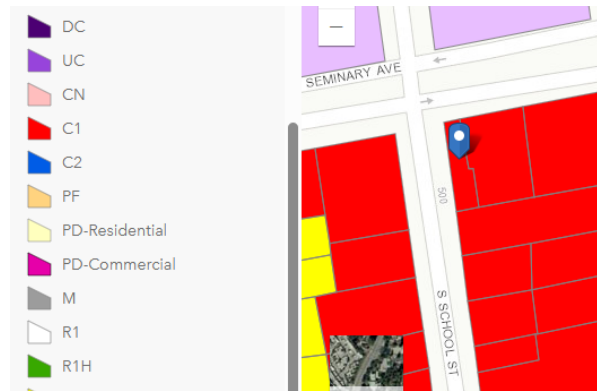 DC
UC
CN
C1
C2
PF
PD-Residential
PD-Commercial
M
R1
R1H
SEMINARY AVE
500
S SCHOOL ST